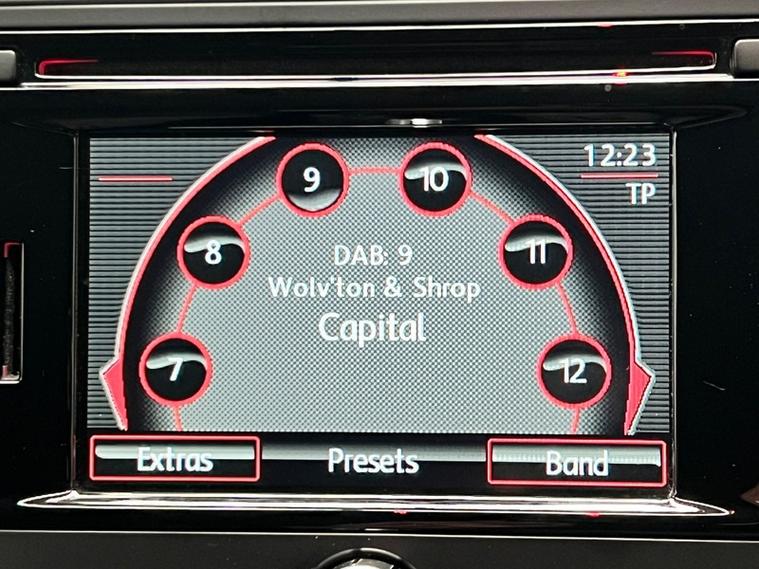 12:23
TP
9
10
8
11
DAB: 9
Wolv'ton & Shrop
Capital
7
12
Extras
Presets
Band